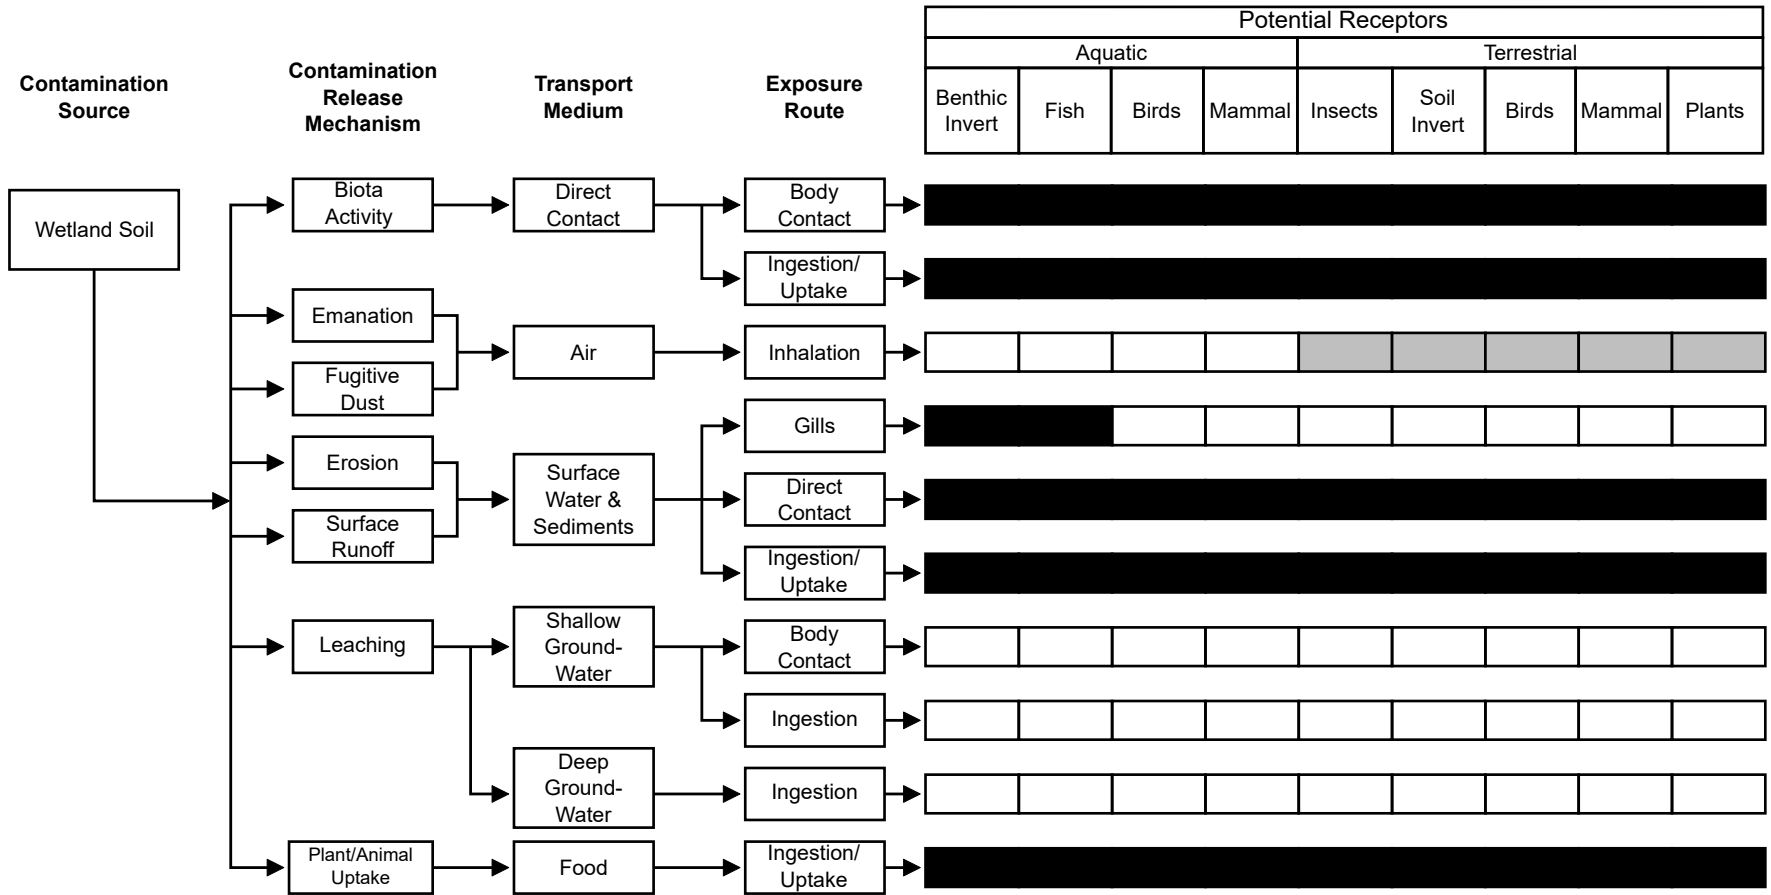 Potential Receptors
Aquatic
Terrestrial
Contamination
Source
Contamination
Release
Mechanism
Transport
Medium
Exposure
Route
Benthic
Invert
Fish
Birds
Mammal
Insects
Soil
Invert
Birds
Mammal
Plants
Wetland Soil
Biota
Activity
Direct
Contact
Body
Contact
Ingestion/
Uptake
Emanation
Fugitive
Dust
Air
Inhalation
Erosion
Surface
Runoff
Surface
Water &
Sediments
Gills
Direct
Contact
Ingestion/
Uptake
Leaching
Shallow
Ground-
Water
Body
Contact
Ingestion
Deep
Ground-
Water
Ingestion
Plant/Animal
Uptake
Food
Ingestion/
Uptake